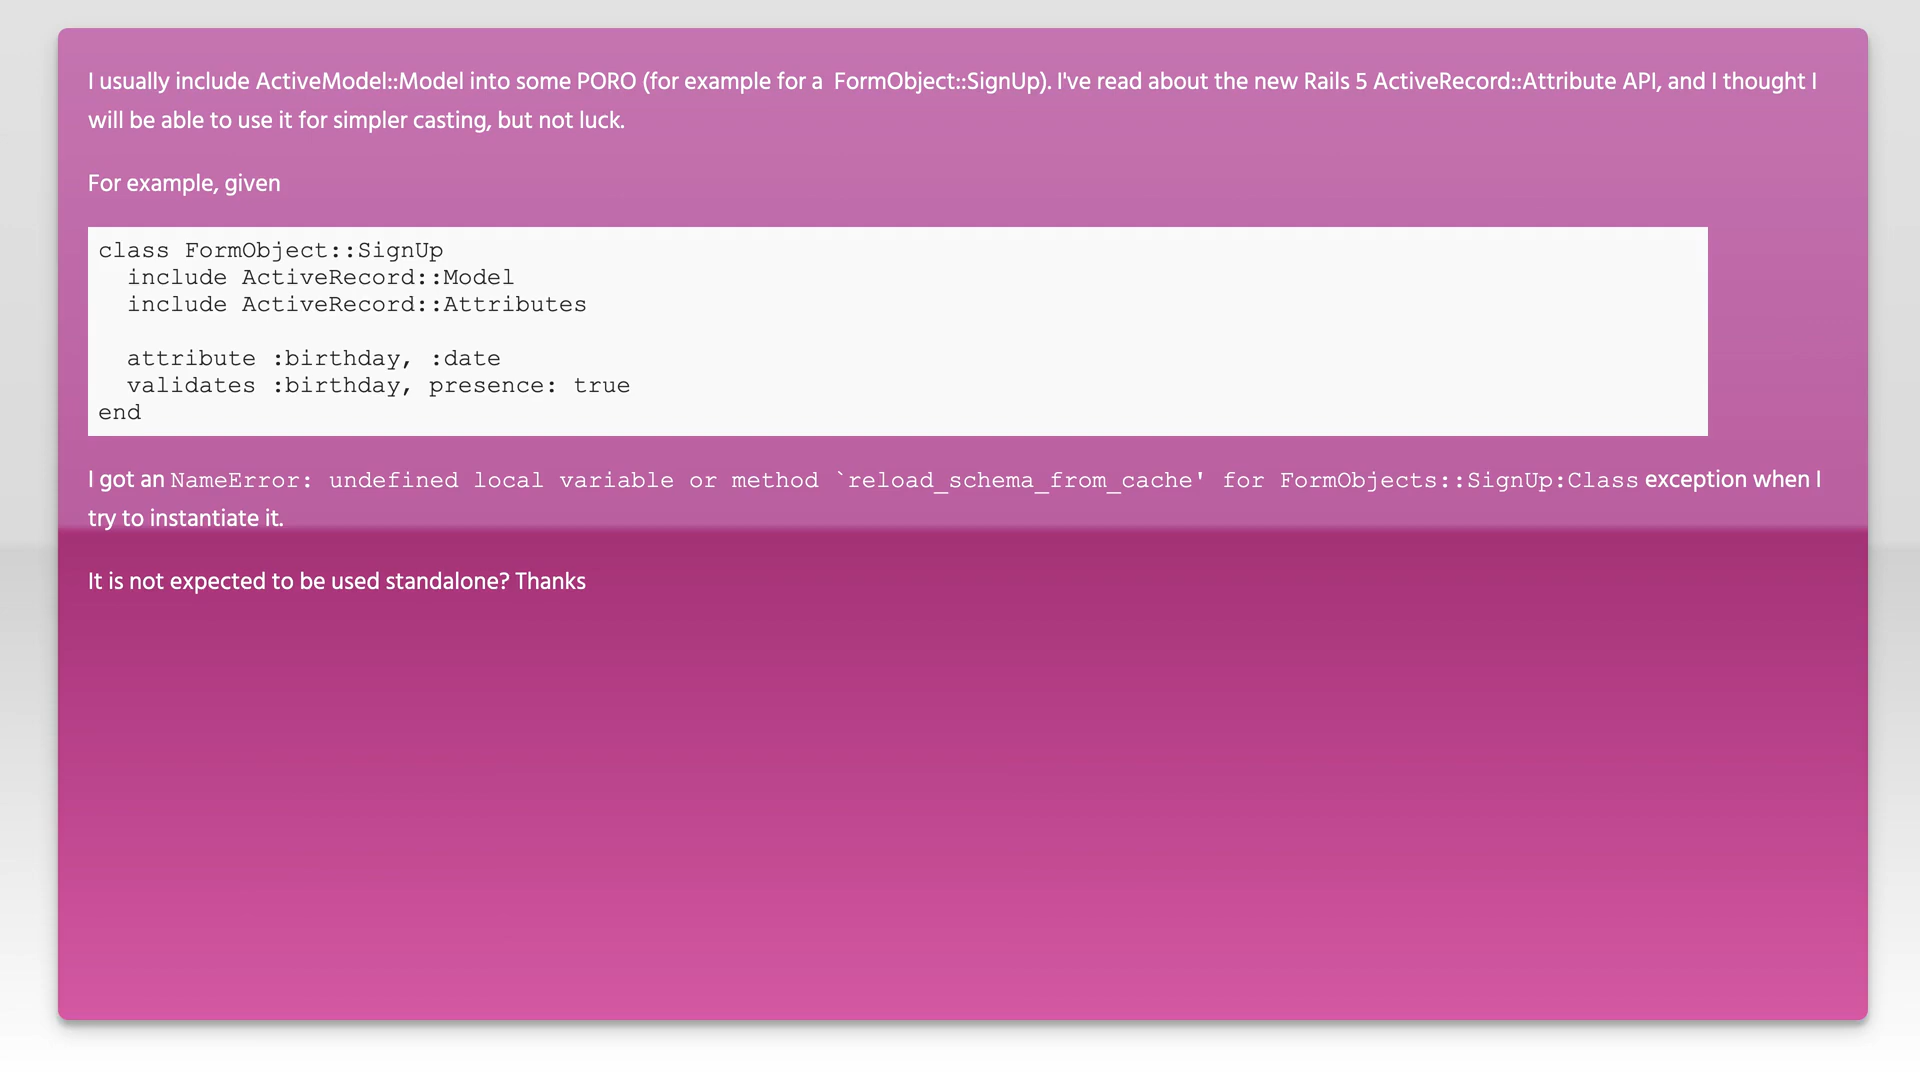 I usually include ActiveModel::Model into some PORO (for example for a  FormObject::SignUp). I've read about the new Rails 5 ActiveRecord::Attribute API, and I thought I
will be able to use it for simpler casting, but not luck.
For example, given
class FormObject::SignUp
  include ActiveRecord::Model
  include ActiveRecord::Attributes
  attribute :birthday, :date
  validates :birthday, presence: true
end
I got an NameError: undefined local variable or method `reload_schema_from_cache' for FormObjects::SignUp:Class exception when I
try to instantiate it.
It is not expected to be used standalone? Thanks